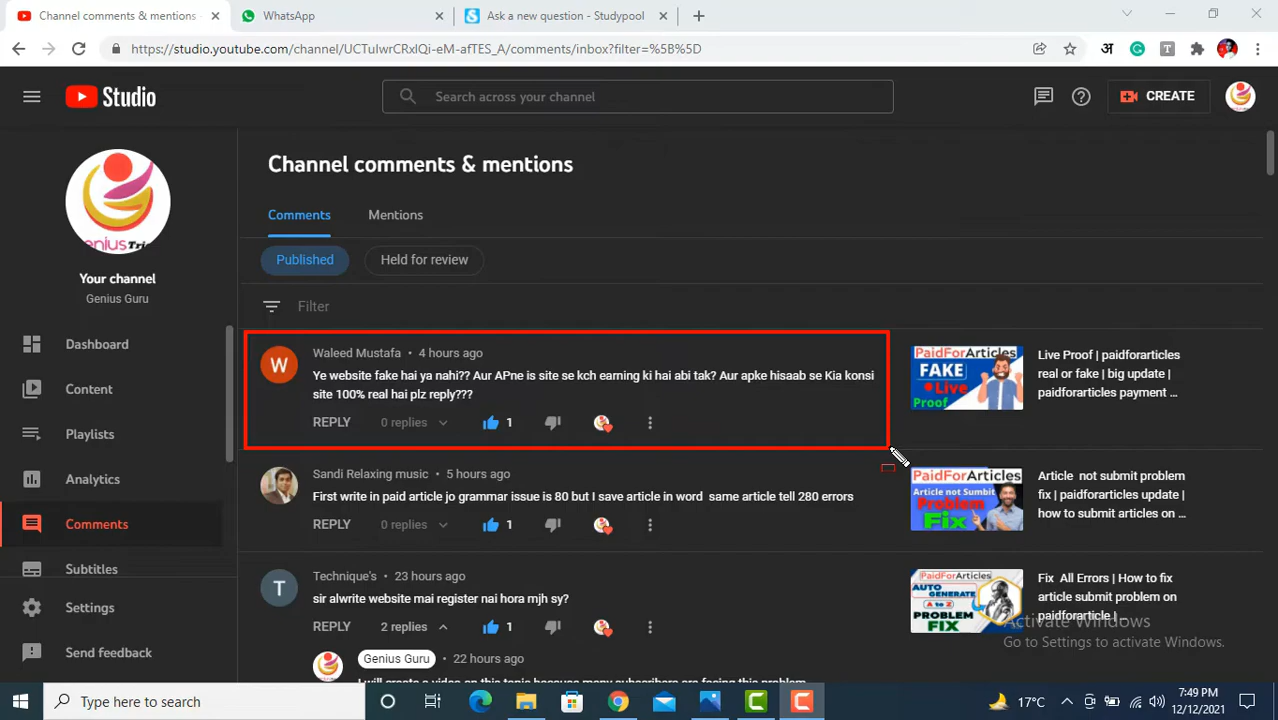 Channel comments & mentions -
WhatsApp
Ask a new question - Studypool
https://studio.youtube.com/channel/UCTulwrCRxIQi-eM-afTES_A/comments/inbox?filter=%5B%5D
अ
Studio
Search across your channel
CREATE
Channel comments & mentions
Comments
Mentions
Published
Held for review
Filter
Your channel
Genius Guru
Dashboard
Content
Playlists
Analytics
Comments
Subtitles
Settings
Send feedback
W
Waleed Mustafa • 4 hours ago
Ye website fake hai ya nahi?? Aur APne is site se kch earning ki hai abi tak? Aur apke hisaab se Kia konsi
site 100% real hai plz reply???
REPLY 0 replies 1
PaidForArticles
FAKE
Live
Proof
Live Proof | paidforarticles
real or fake | big update |
paidforarticles payment ...
Sandi Relaxing music • 5 hours ago
First write in paid article jo grammar issue is 80 but I save article in word same article tell 280 errors
REPLY 0 replies 1
PaidForArticles
Article not Sumbit
Problem
Fix
Article not submit problem
fix | paidforarticles update |
how to submit articles on ...
T
Technique's • 23 hours ago
sir alwrite website mai register nai hora mjh sy?
REPLY 2 replies 1
PaidForArticles
AUTO
GENERATE
A to Z
PROBLEM
FIX
Fix All Errors | How to fix
article submit problem on
paidforarticle | ...
Genius Guru • 22 hours ago
I will create a video on this topic because many subscribers are facing this problem
Activate Windows
Go to Settings to activate Windows.
Type here to search
17°C
7:49 PM
12/12/2021